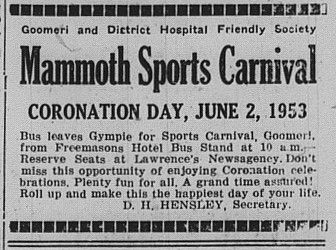 Goomeri and District Hospital Friendly Society
Mammoth Sports Carnival
CORONATION DAY, JUNE 2, 1953
Bus leaves Gympie for Sports Carnival, Goomeri,
from Freemasons Hotel Bus Stand at 10 a.m.—
Reserve Seats at Lawrence's Newsagency. Don't
miss this opportunity of enjoying Coronation cele-
brations. Plenty fun for all. A grand time assured!
Roll up and make this the happiest day of your life.
D. H. HENSLEY, Secretary.